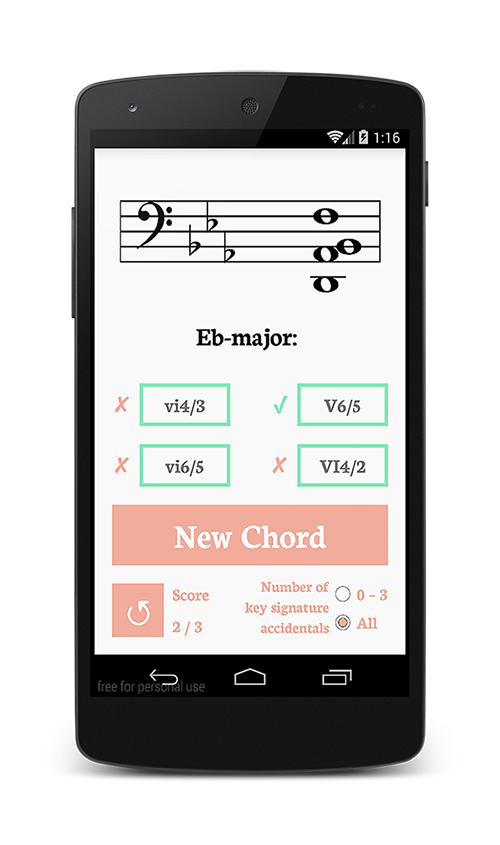 1:16
Eb-major:
✗ vi4/3
✓ V6/5
✗ vi6/5
✗ VI4/2
New Chord
Score
2 / 3
Number of
key signature
accidentals
0 - 3
All
free for personal use